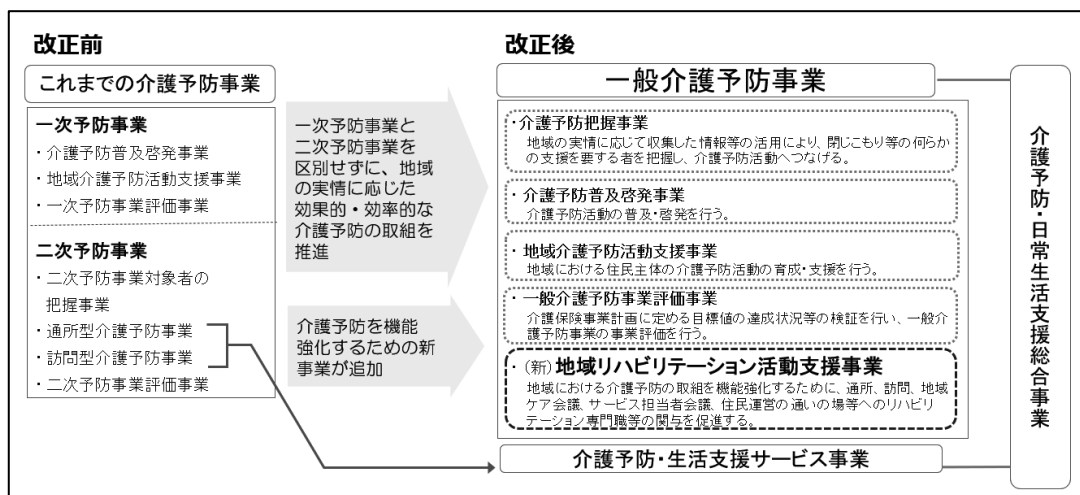 改正前
これまでの介護予防事業
一次予防事業
・介護予防普及啓発事業
・地域介護予防活動支援事業
・一次予防事業評価事業
二次予防事業
・二次予防事業対象者の
把握事業
・通所型介護予防事業
・訪問型介護予防事業
・二次予防事業評価事業
一次予防事業と
二次予防事業を
区別せずに、地域
の実情に応じた
効果的・効率的な
介護予防の取組を
推進
介護予防を機能
強化するための新
事業が追加
改正後
一般介護予防事業
・介護予防把握事業
地域の実情に応じて収集した情報等の活用により、閉じこもり等の何らか
の支援を要する者を把握し、介護予防活動へつなげる。
・介護予防普及啓発事業
介護予防活動の普及・啓発を行う。
・地域介護予防活動支援事業
地域における住民主体の介護予防活動の育成・支援を行う。
・一般介護予防事業評価事業
介護保険事業計画に定める目標値の達成状況等の検証を行い、一般介
護予防事業の事業評価を行う。
・(新)地域リハビリテーション活動支援事業
地域における介護予防の取組を機能強化するために、通所、訪問、地域
ケア会議、サービス担当者会議、住民運営の通いの場等へのリハビリ
テーション専門職等の関与を促進する。
介護予防・生活支援サービス事業
介護予防・日常生活支援総合事業